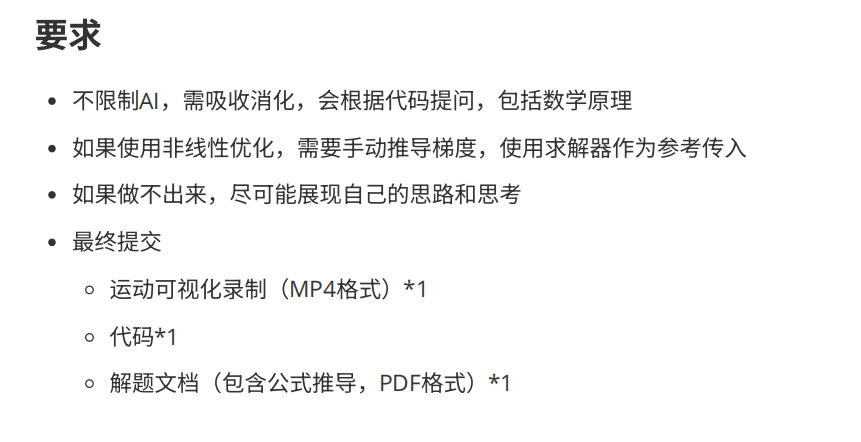 要求
不限制AI，需吸收消化，会根据代码提问，包括数学原理
如果使用非线性优化，需要手动推导梯度，使用求解器作为参考传入
如果做不出来，尽可能展现自己的思路和思考
最终提交
运动可视化录制（MP4格式）*1
代码*1
解题文档（包含公式推导，PDF格式）*1